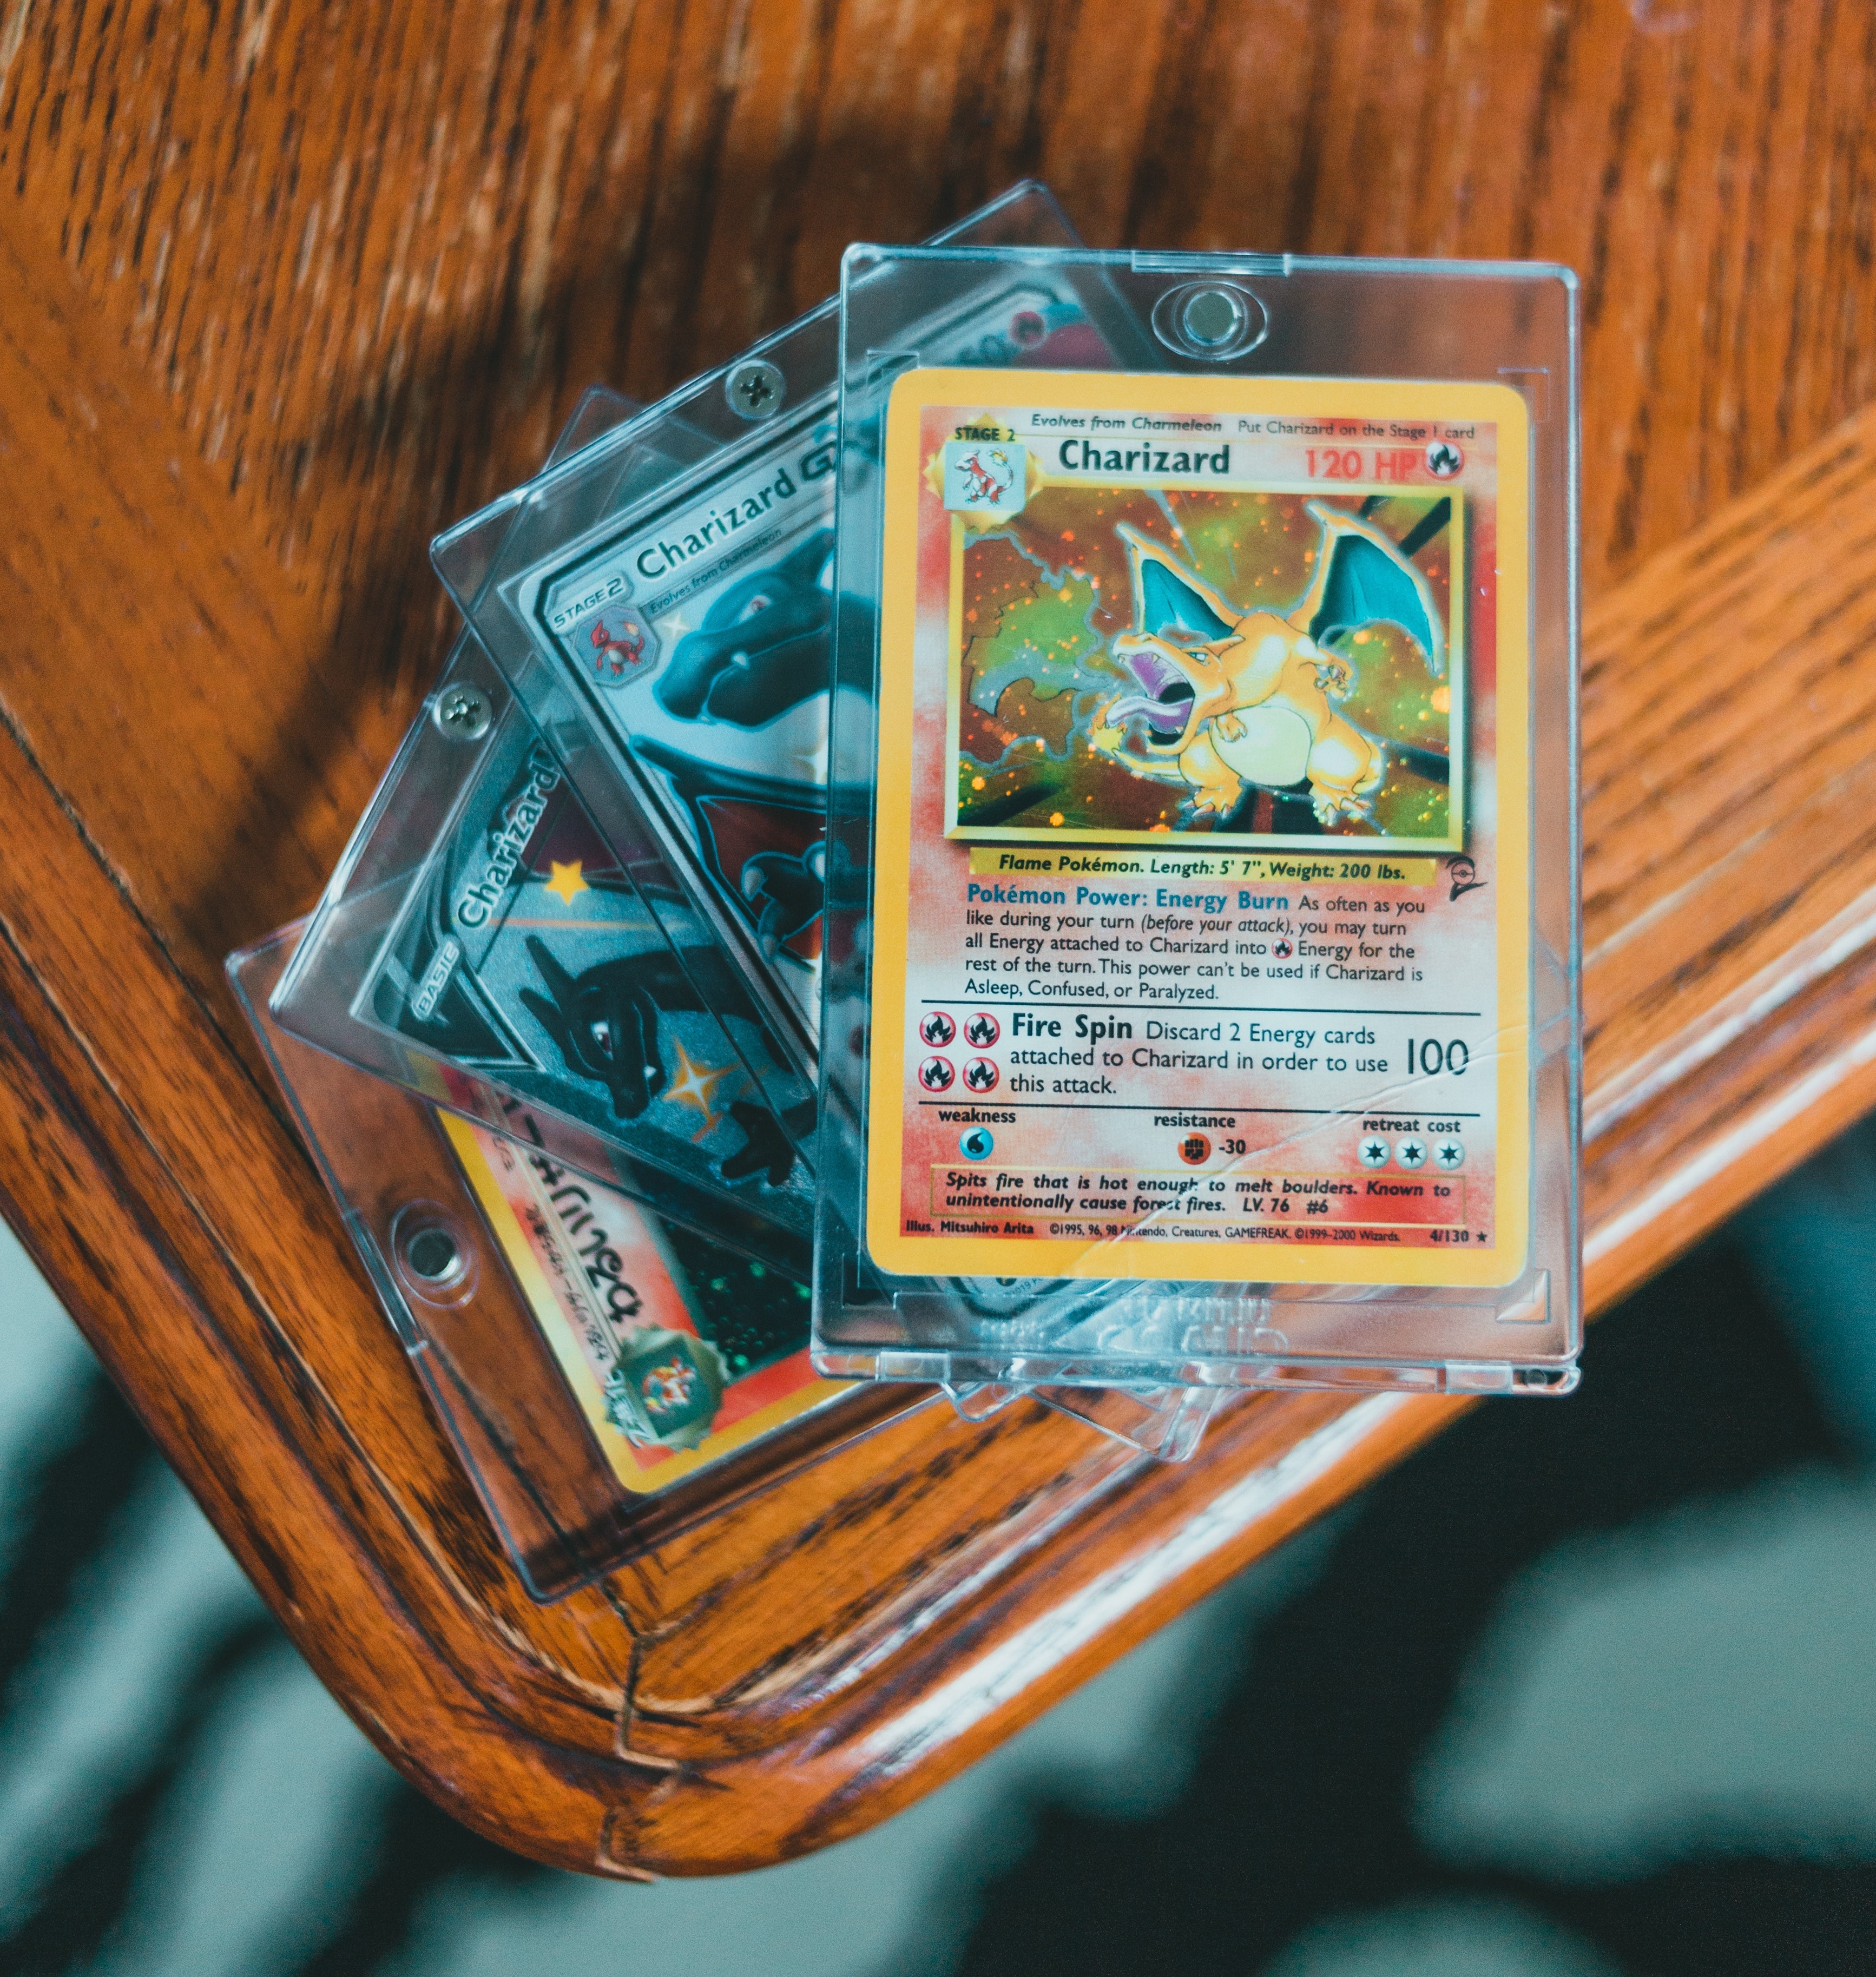 Evolves from Charmeleon Put Charizard on the Stage 1 card
STAGE 2
Charizard 120 HP
Flame Pokémon. Length: 5' 7", Weight: 200 lbs.
Pokémon Power: Energy Burn As often as you
like during your turn (before your attack), you may turn
all Energy attached to Charizard into Energy for the
rest of the turn. This power can't be used if Charizard is
Asleep, Confused, or Paralyzed.
Fire Spin Discard 2 Energy cards
attached to Charizard in order to use 100
this attack.
weakness resistance retreat cost
-30
Spits fire that is hot enough to melt boulders. Known to
unintentionally cause forest fires. LV. 76 #6
Illus. Mitsuhiro Arita ©1995, 96, 98 Nintendo, Creatures, GAMEFREAK. ©1999-2000 Wizards. 4/130 ★
STAGE 2
Charizard G
Evolves from Charmeleon
BASIC
Charizard